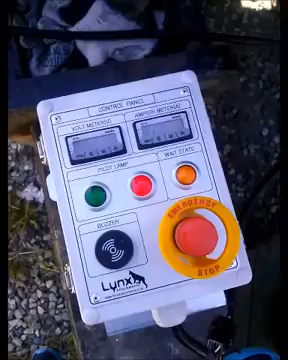 CONTROL PANEL
VOLT METER(V)
AMPERE METER(A)
PILOT LAMP
WAIT STATE
BUZZER
EMERGENCY
STOP
Lynx